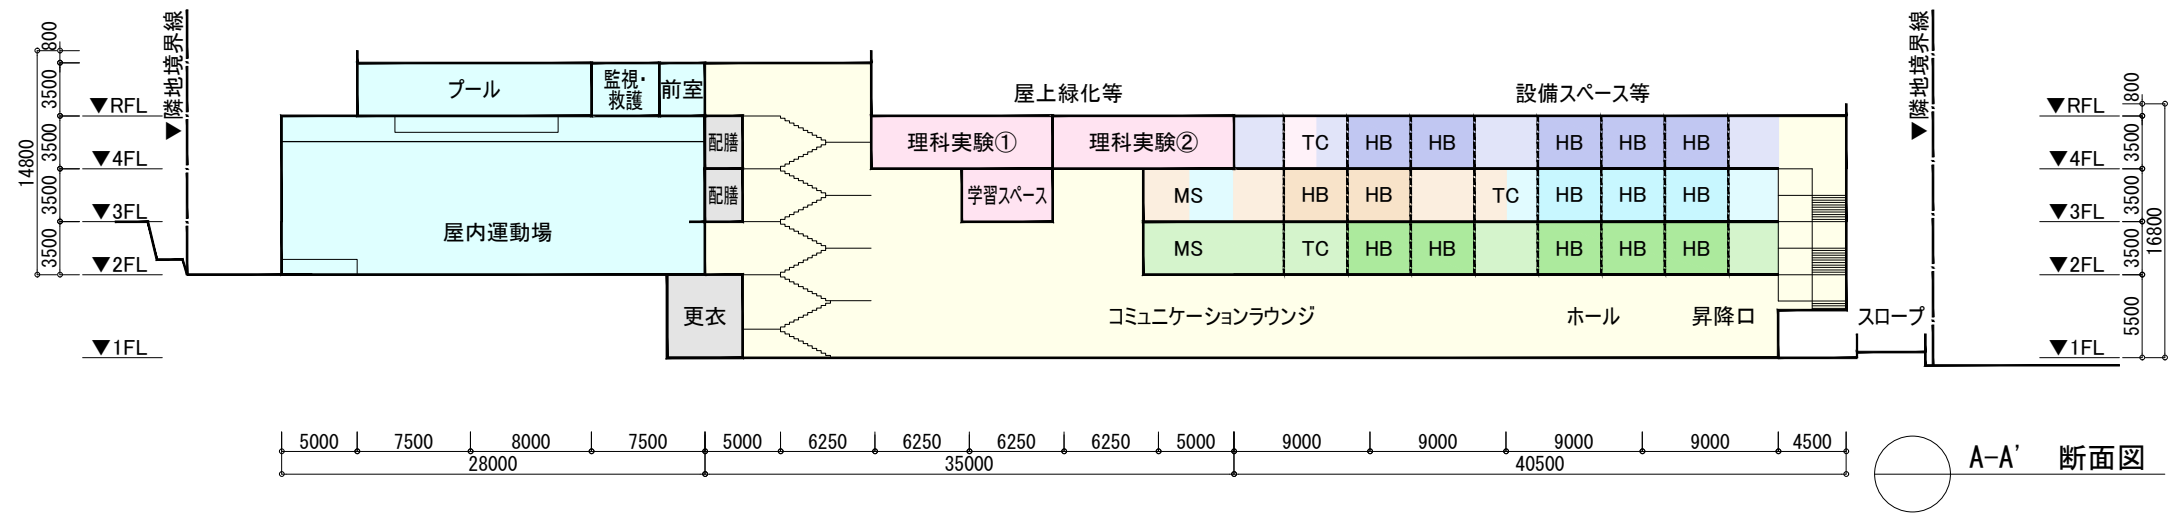 ▼隣地境界線
▼隣地境界線
800
3500
3500
3500
3500
14800
▼RFL
▼4FL
▼3FL
▼2FL
▼1FL
プール
監視・
救護
前室
屋上緑化等
設備スペース等
配膳
理科実験①
理科実験②
TC
HB
HB
HB
HB
HB
配膳
学習スペース
MS
HB
HB
TC
HB
HB
HB
屋内運動場
MS
TC
HB
HB
HB
HB
HB
更衣
コミュニケーションラウンジ
ホール
昇降口
スロープ
▼RFL
▼4FL
▼3FL
▼2FL
▼1FL
800
3500
3500
3500
5500
16800
5000 7500 8000 7500 5000 6250 6250 6250 6250 5000 9000 9000 9000 9000 4500
28000 35000 40500
A-A' 断面図